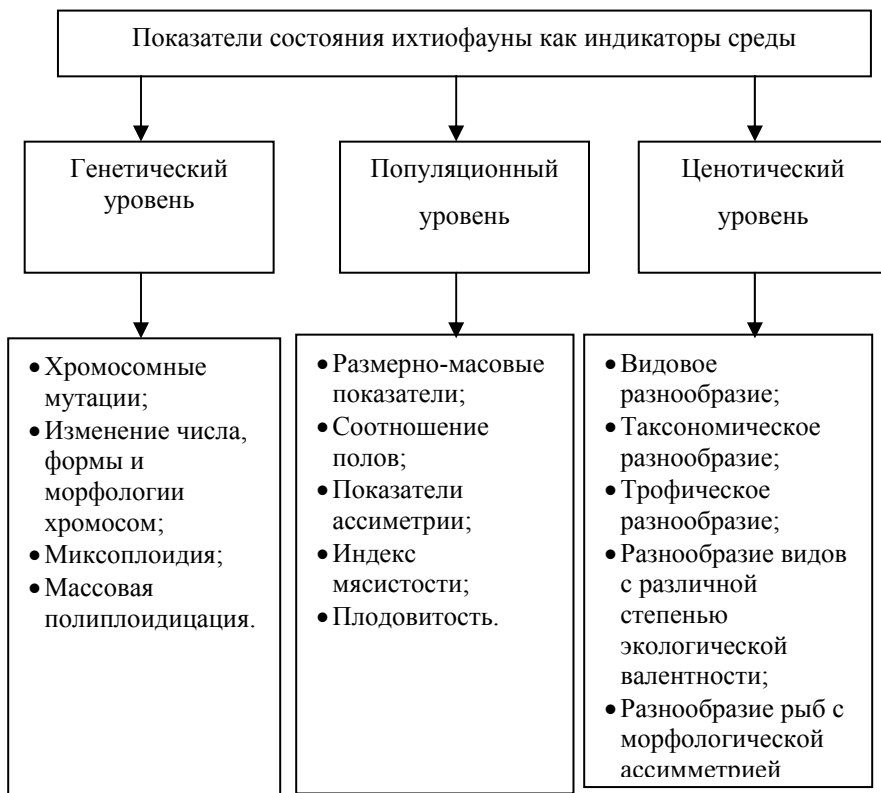 Показатели состояния ихтиофауны как индикаторы среды
Генетический
уровень
Популяционный
уровень
Ценотический
уровень
• Хромосомные
мутации;
• Изменение числа,
формы и
морфологии
хромосом;
• Миксоплоидия;
• Массовая
полиплоидицация.
• Размерно-масовые
показатели;
• Соотношение
полов;
• Показатели
ассиметрии;
• Индекс
мясистости;
• Плодовитость.
• Видовое
разнообразие;
• Таксономическое
разнообразие;
• Трофическое
разнообразие;
• Разнообразие видов
с различной
степенью
экологической
валентности;
• Разнообразие рыб с
морфологической
ассимметрией